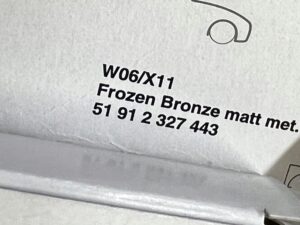 W06/X11
Frozen Bronze matt met.
51 91 2 327 443